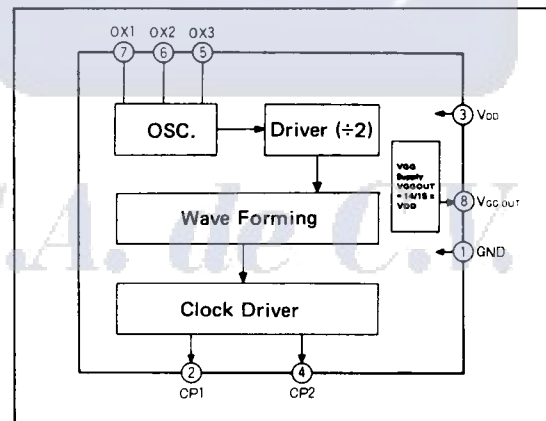 OX1 OX2 OX3
7 6 5
OSC.
Driver (÷2)
3 VDD
VGG
Supply
VGGOUT
= 14/15 x
VDD
8 VGG OUT
Wave Forming
1 GND
.A. de C.V.
Clock Driver
2 4
CP1 CP2